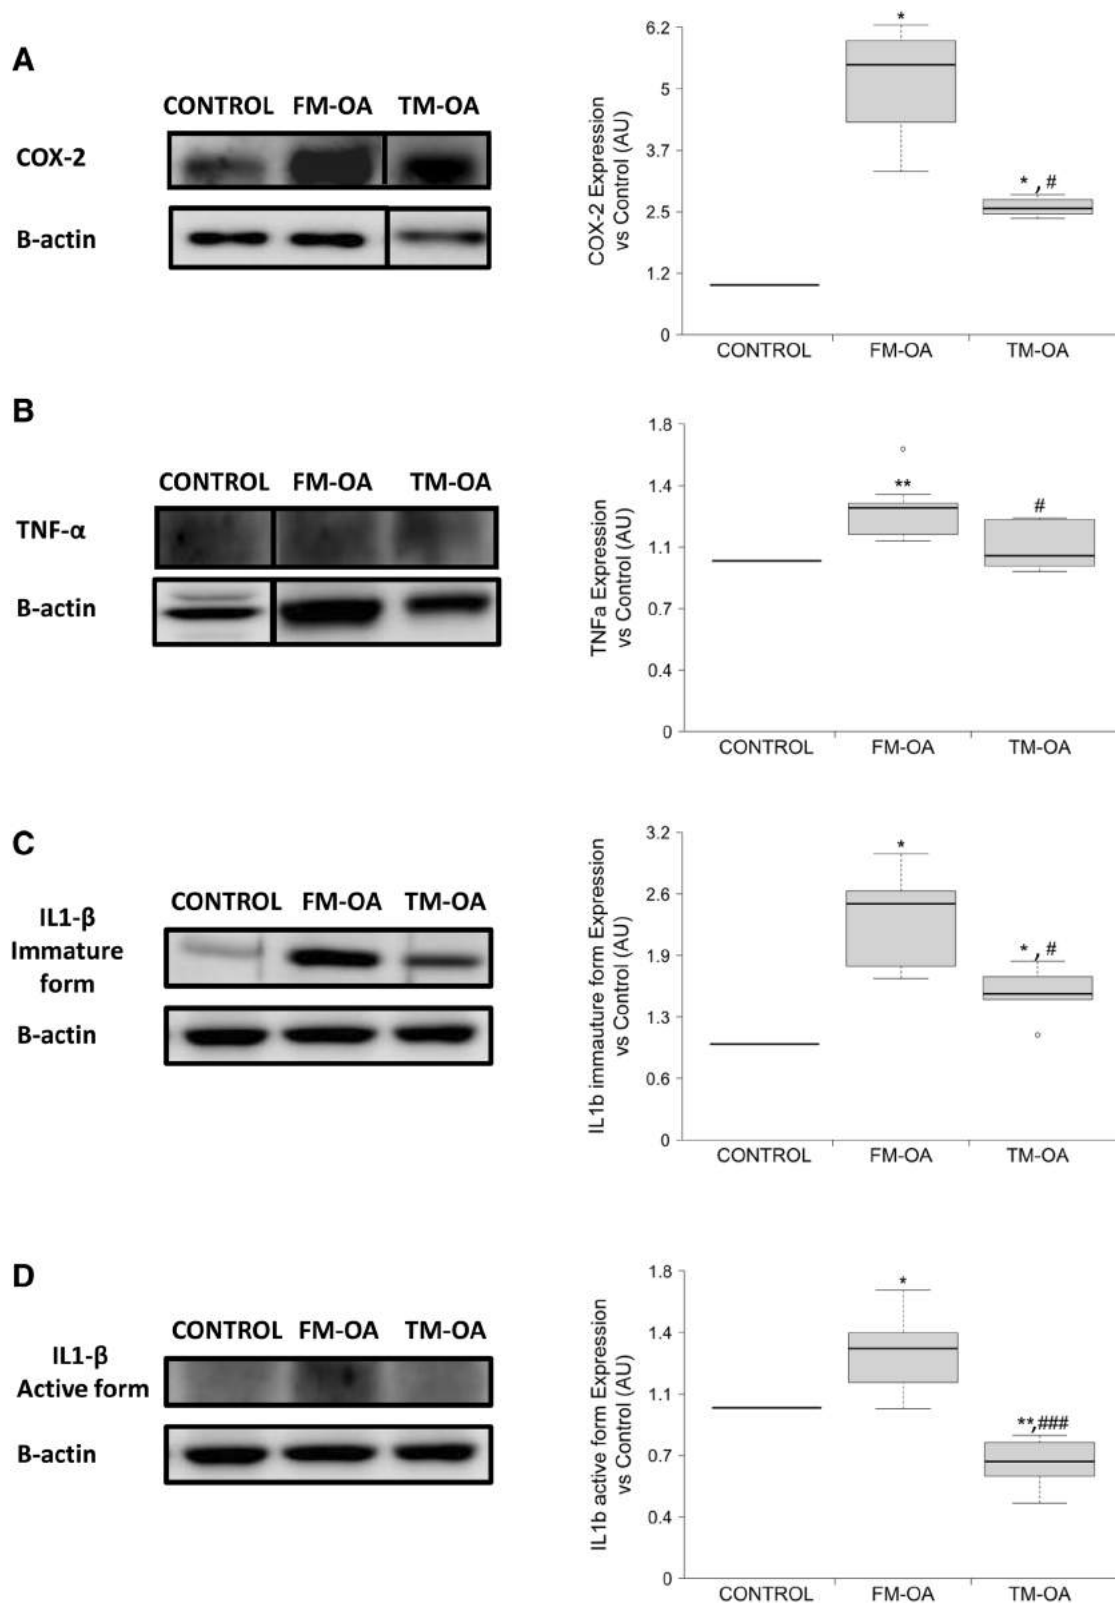 A
CONTROL FM-OA TM-OA
COX-2
B-actin
COX-2 Expression
vs Control (AU)
6.2
5
3.7
2.5
1.2
0
*
* , #
CONTROL FM-OA TM-OA
B
CONTROL FM-OA TM-OA
TNF-α
B-actin
TNFa Expression
vs Control (AU)
1.8
1.4
1.1
0.7
0.4
0
**
#
CONTROL FM-OA TM-OA
C
CONTROL FM-OA TM-OA
IL1-β
Immature
form
B-actin
IL1b immauture form Expression
vs Control (AU)
3.2
2.6
1.9
1.3
0.6
0
*
* , #
CONTROL FM-OA TM-OA
D
CONTROL FM-OA TM-OA
IL1-β
Active form
B-actin
IL1b active form Expression
vs Control (AU)
1.8
1.4
1.1
0.7
0.4
0
*
**,###
CONTROL FM-OA TM-OA